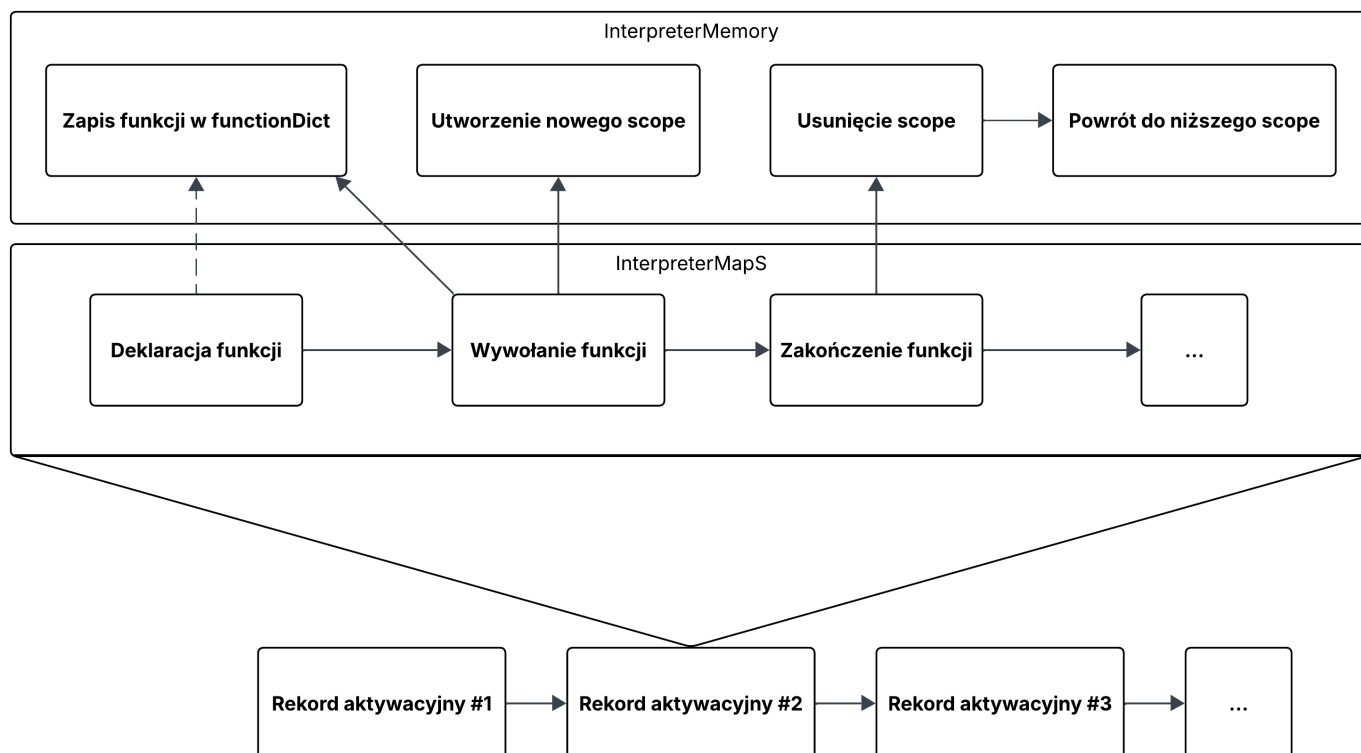 InterpreterMemory
Zapis funkcji w functionDict
Utworzenie nowego scope
Usunięcie scope
Powrót do niższego scope
InterpreterMapS
Deklaracja funkcji
Wywołanie funkcji
Zakończenie funkcji
...
Rekord aktywacyjny #1
Rekord aktywacyjny #2
Rekord aktywacyjny #3
...